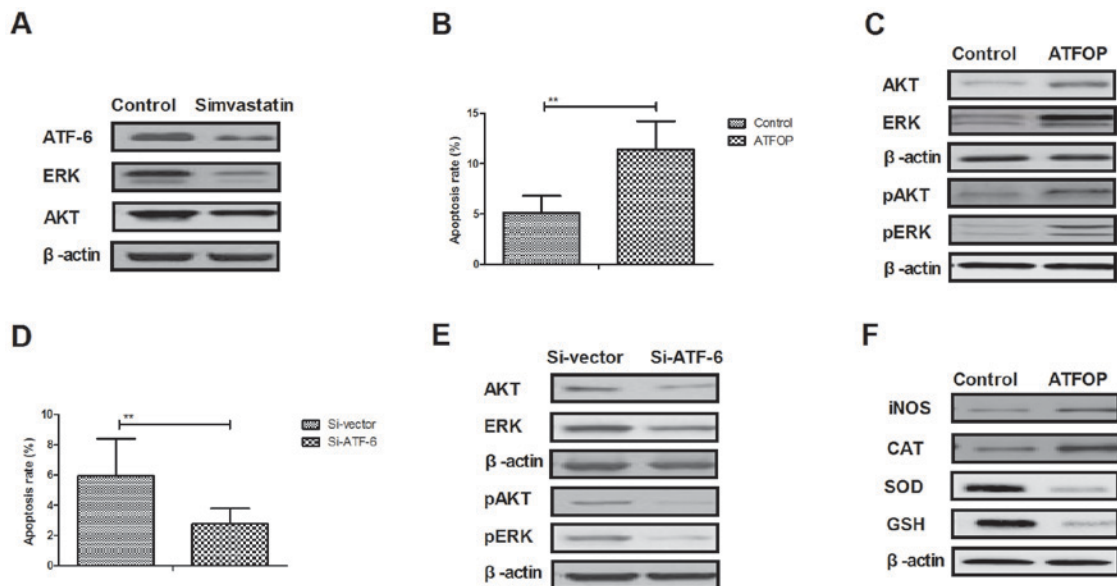 A
Control Simvastatin
ATF-6
ERK
AKT
β-actin
B
**
15
10
5
0
Apoptosis rate (%)
Control
ATFOP
C
Control ATFOP
AKT
ERK
β-actin
pAKT
pERK
β-actin
D
**
10
8
6
4
2
0
Apoptosis rate (%)
Si-vector
Si-ATF-6
E
Si-vector Si-ATF-6
AKT
ERK
β-actin
pAKT
pERK
β-actin
F
Control ATFOP
iNOS
CAT
SOD
GSH
β-actin